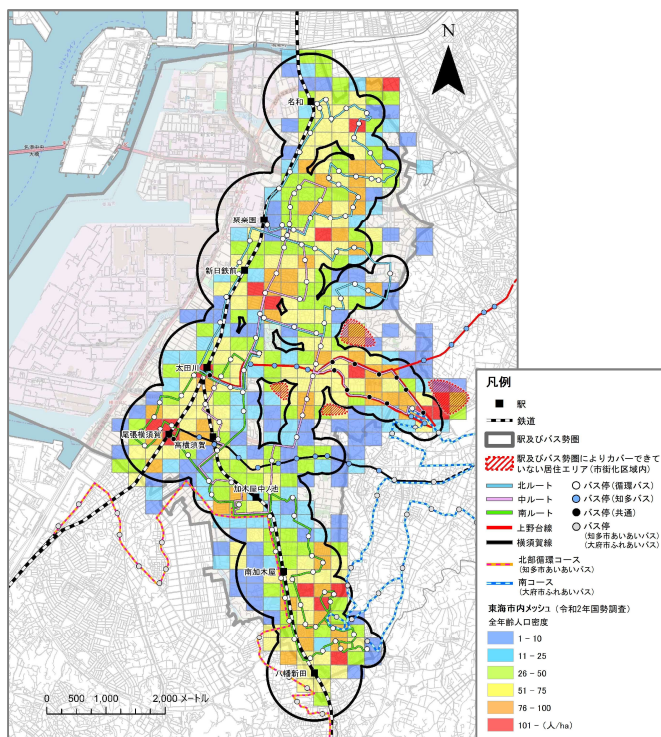 N
名和
聚楽園
新日鉄前
太田川
尾張横須賀
高横須賀
加木屋中ノ池
南加木屋
八幡新田
0 500 1,000 2,000 メートル
凡例
駅
鉄道
駅及びバス勢圏
駅及びバス勢圏によりカバーできて
いない居住エリア(市街化区域内)
北ルート
中ルート
南ルート
上野台線
横須賀線
バス停(循環バス)
バス停(知多バス)
バス停(共通)
バス停
(知多市あいあいバス)
(大府市ふれあいバス)
北部循環コース
(知多市あいあいバス)
南コース
(大府市ふれあいバス)
東海市内メッシュ (令和2年国勢調査)
全年齢人口密度
1 - 10
11 - 25
26 - 50
51 - 75
76 - 100
101 - (人/ha)